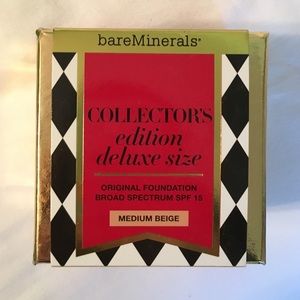 bareMinerals®
COLLECTOR'S
edition
deluxe size
ORIGINAL FOUNDATION
BROAD SPECTRUM SPF 15
MEDIUM BEIGE